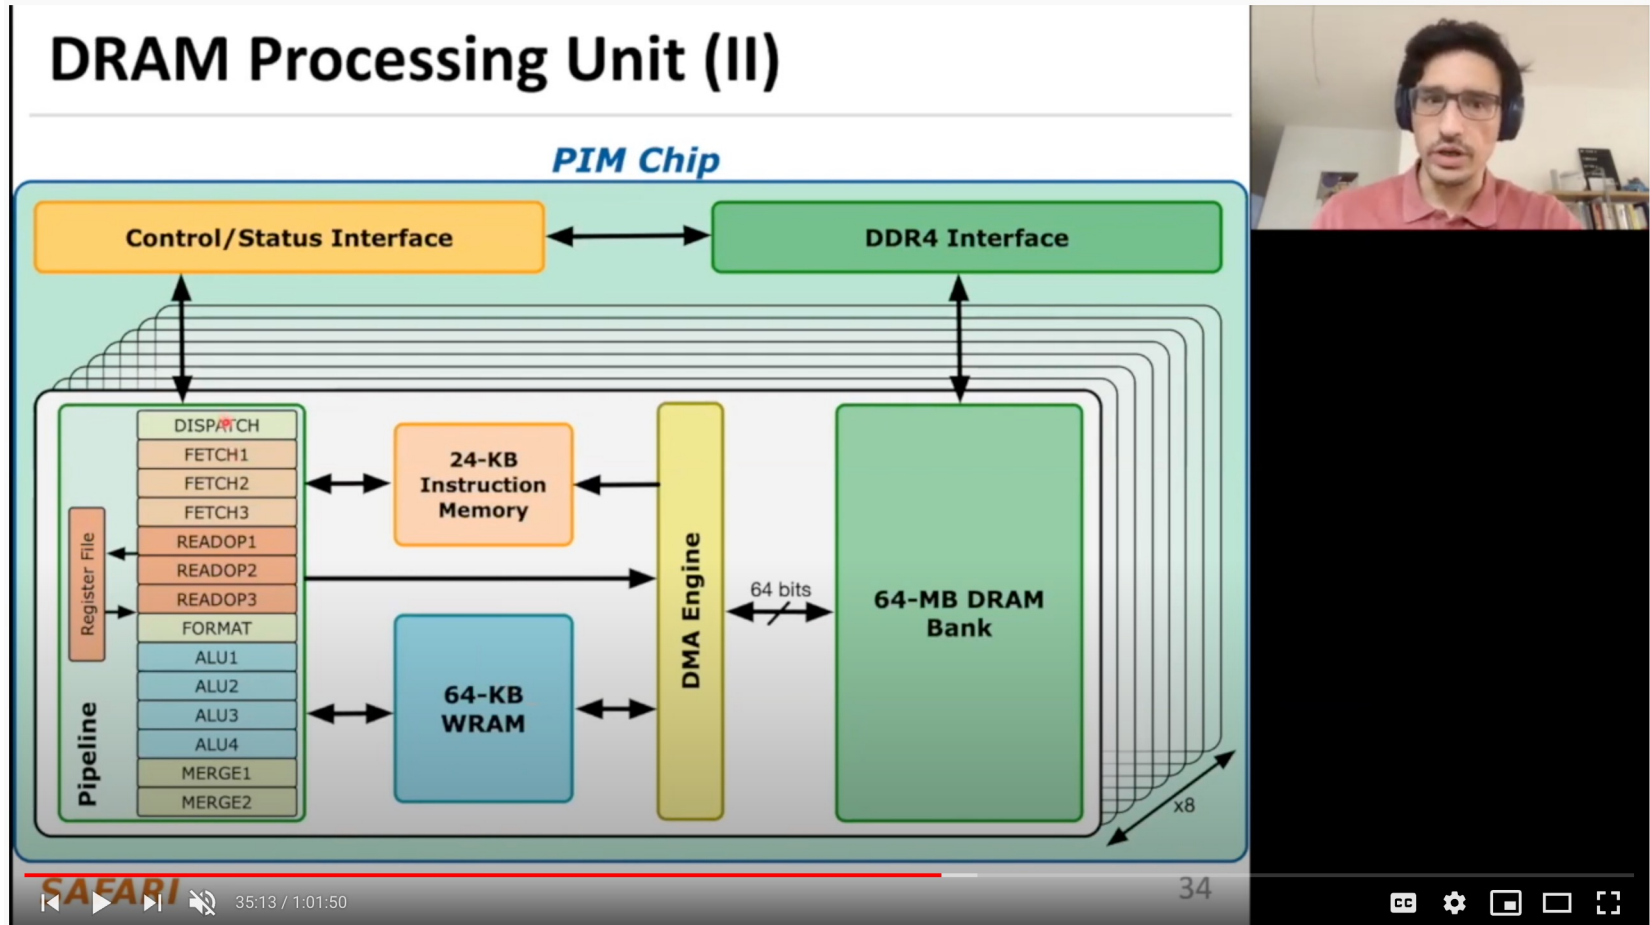 DRAM Processing Unit (II)
PIM Chip
Control/Status Interface
DDR4 Interface
DISPATCH
FETCH1
FETCH2
FETCH3
READOP1
READOP2
READOP3
FORMAT
ALU1
ALU2
ALU3
ALU4
MERGE1
MERGE2
Register File
Pipeline
24-KB
Instruction
Memory
64-KB
WRAM
DMA Engine
64 bits
64-MB DRAM
Bank
x8
SAFARI
34
35:13 / 1:01:50
CC